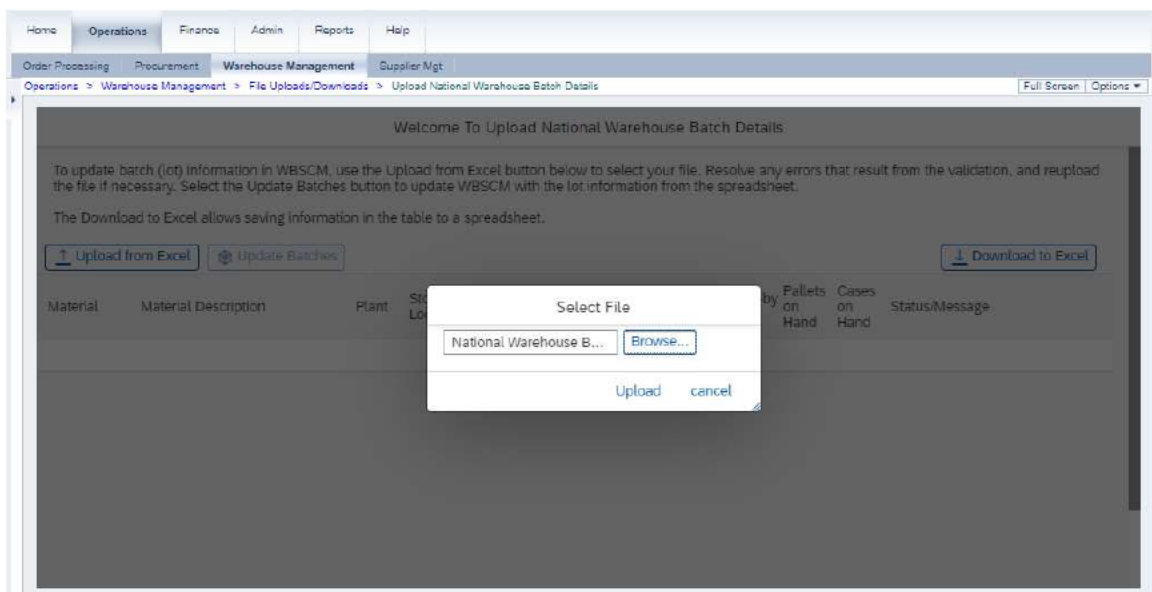 Home Operations Finance Admin Reports Help
Order Processing Procurement Warehouse Management Supplier Mgt
Operations > Warehouse Management > File Uploads/Downloads > Upload National Warehouse Batch Details Full Screen Options
Welcome To Upload National Warehouse Batch Details
To update batch (lot) information in WBSCM, use the Upload from Excel button below to select your file. Resolve any errors that result from the validation, and reupload
the file if necessary. Select the Update Batches button to update WBSCM with the lot information from the spreadsheet.
The Download to Excel allows saving information in the table to a spreadsheet.
Upload from Excel Update Batches Download to Excel
Material Material Description Plant by Pallets on Hand Cases on Hand Status/Message
Select File
National Warehouse B... Browse...
Upload cancel